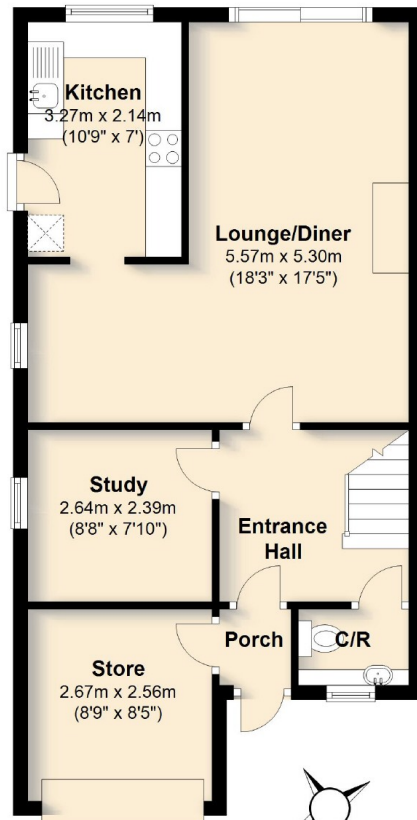 Kitchen
3.27m x 2.14m
(10'9" x 7')
Lounge/Diner
5.57m x 5.30m
(18'3" x 17'5")
Study
2.64m x 2.39m
(8'8" x 7'10")
Entrance
Hall
Porch
C/R
Store
2.67m x 2.56m
(8'9" x 8'5")